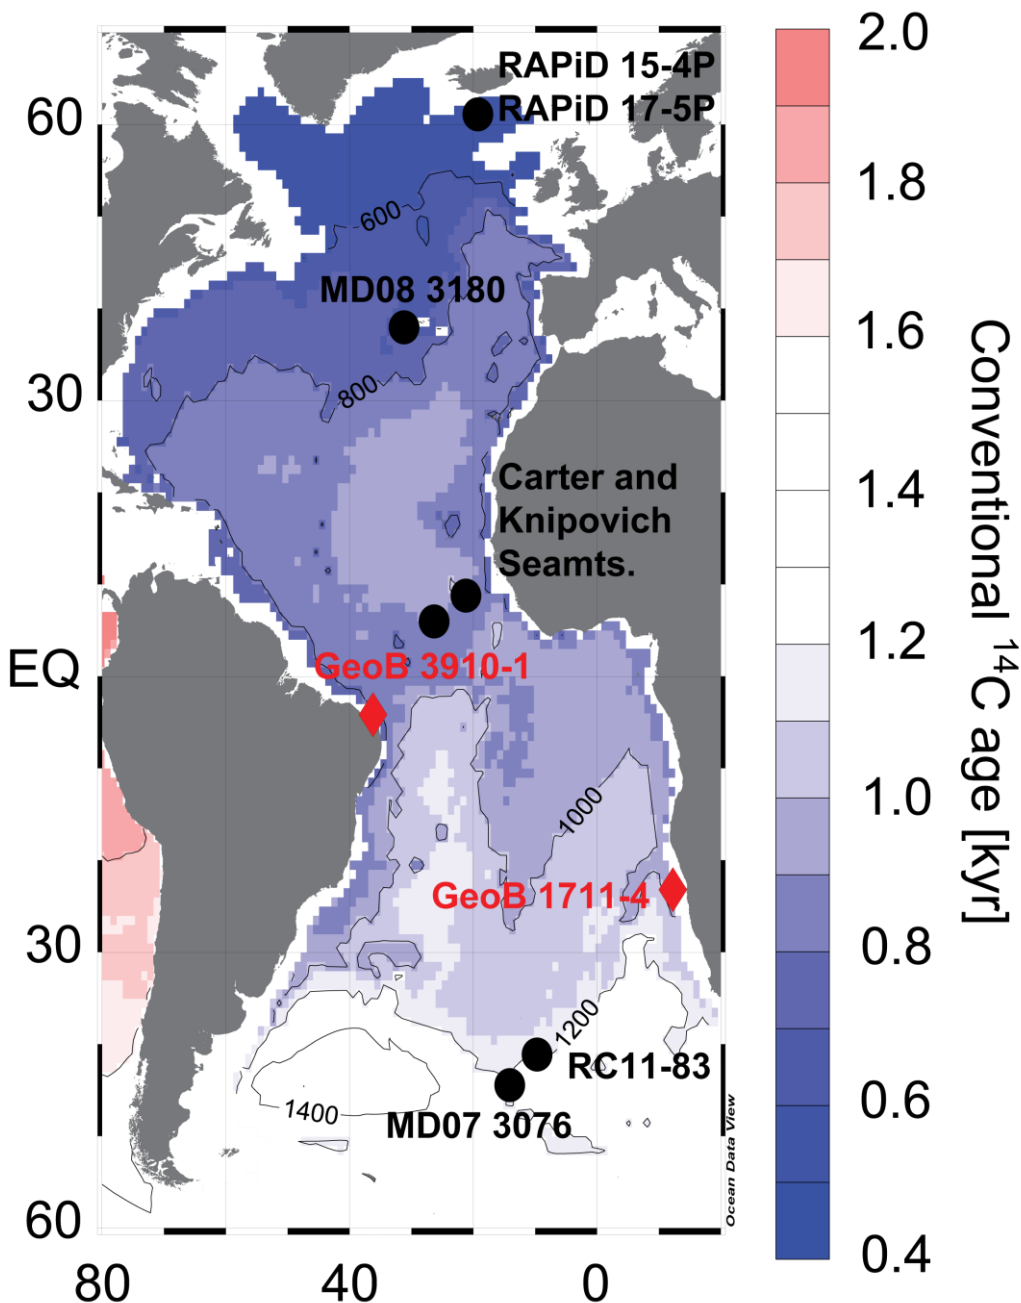 RAPiD 15-4P
RAPiD 17-5P
60
600
MD08 3180
800
30
Carter and
Knipovich
Seamts.
EQ
GeoB 3910-1
1000
GeoB 1711-4
30
1200
RC11-83
1400
MD07 3076
60
80
40
0
Ocean Data View
2.0
1.8
1.6
1.4
1.2
1.0
0.8
0.6
0.4
Conventional ¹⁴C age [kyr]